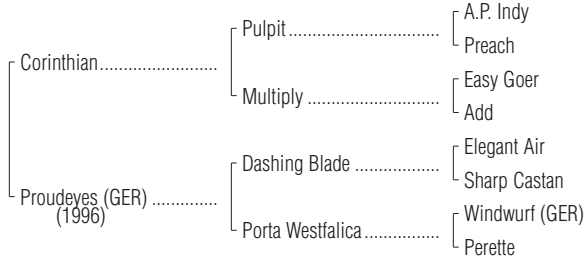 A.P. Indy
Pulpit
Preach
Corinthian
Easy Goer
Multiply
Add
Elegant Air
Dashing Blade
Sharp Castan
Proudeyes (GER)
(1996)
Windwurf (GER)
Porta Westfalica
Perette